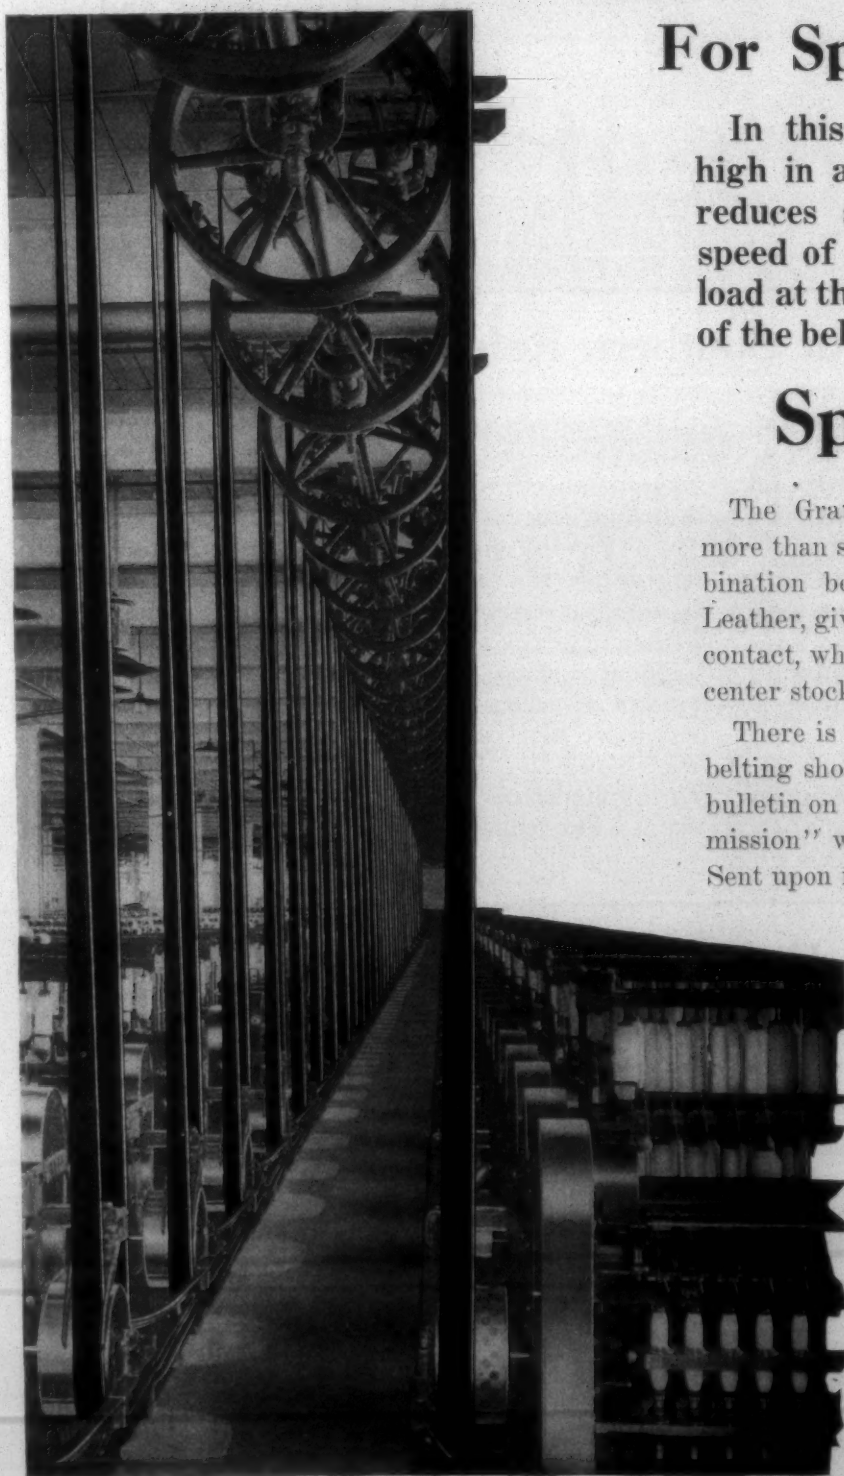 For Sp
In this
high in a
reduces
speed of
load at th
of the bel
Sp
The Gra
more than s
bination be
Leather, giv
contact, wh
center stock
There is
belting sho
bulletin on
mission" w
Sent upon i